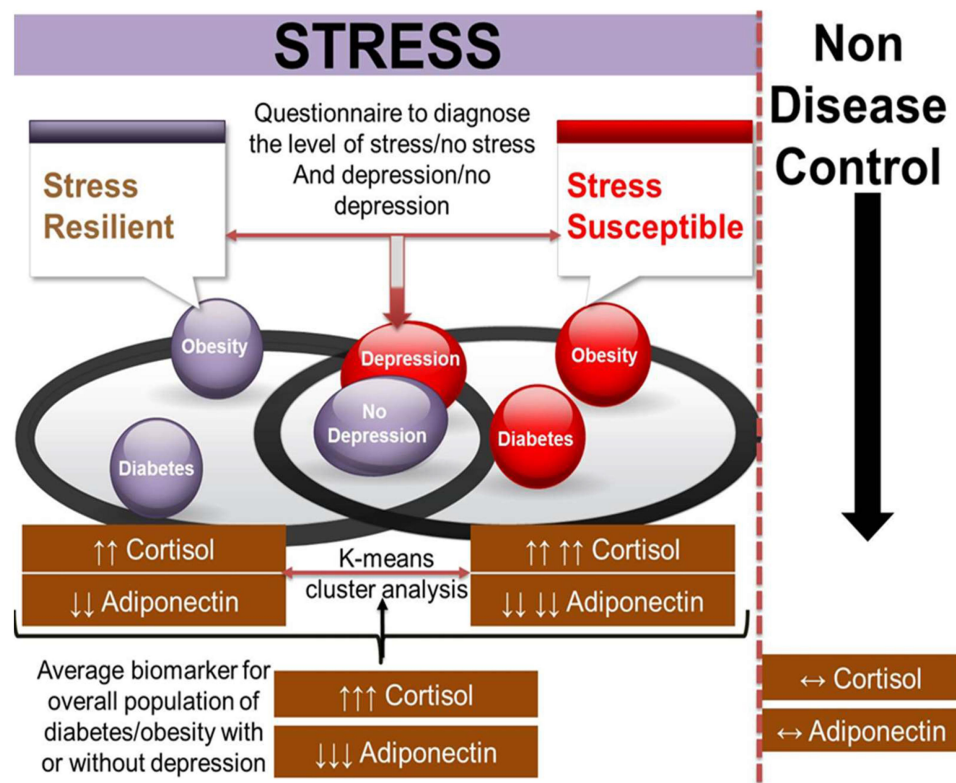 STRESS
Non
Disease
Control
Questionnaire to diagnose
the level of stress/no stress
And depression/no
depression
Stress
Resilient
Stress
Susceptible
Obesity
Depression
Obesity
No
Depression
Diabetes
Diabetes
↑↑ Cortisol
↓↓ Adiponectin
K-means
cluster analysis
↑↑ ↑↑ Cortisol
↓↓ ↓↓ Adiponectin
Average biomarker for
overall population of
diabetes/obesity with
or without depression
↑↑↑ Cortisol
↓↓↓ Adiponectin
↔ Cortisol
↔ Adiponectin